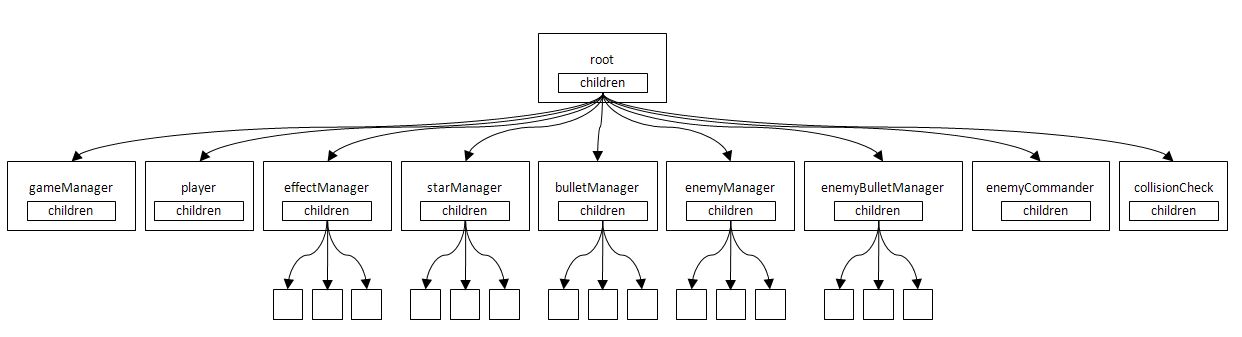 root
children
gameManager
children
player
children
effectManager
children
starManager
children
bulletManager
children
enemyManager
children
enemyBulletManager
children
enemyCommander
children
collisionCheck
children